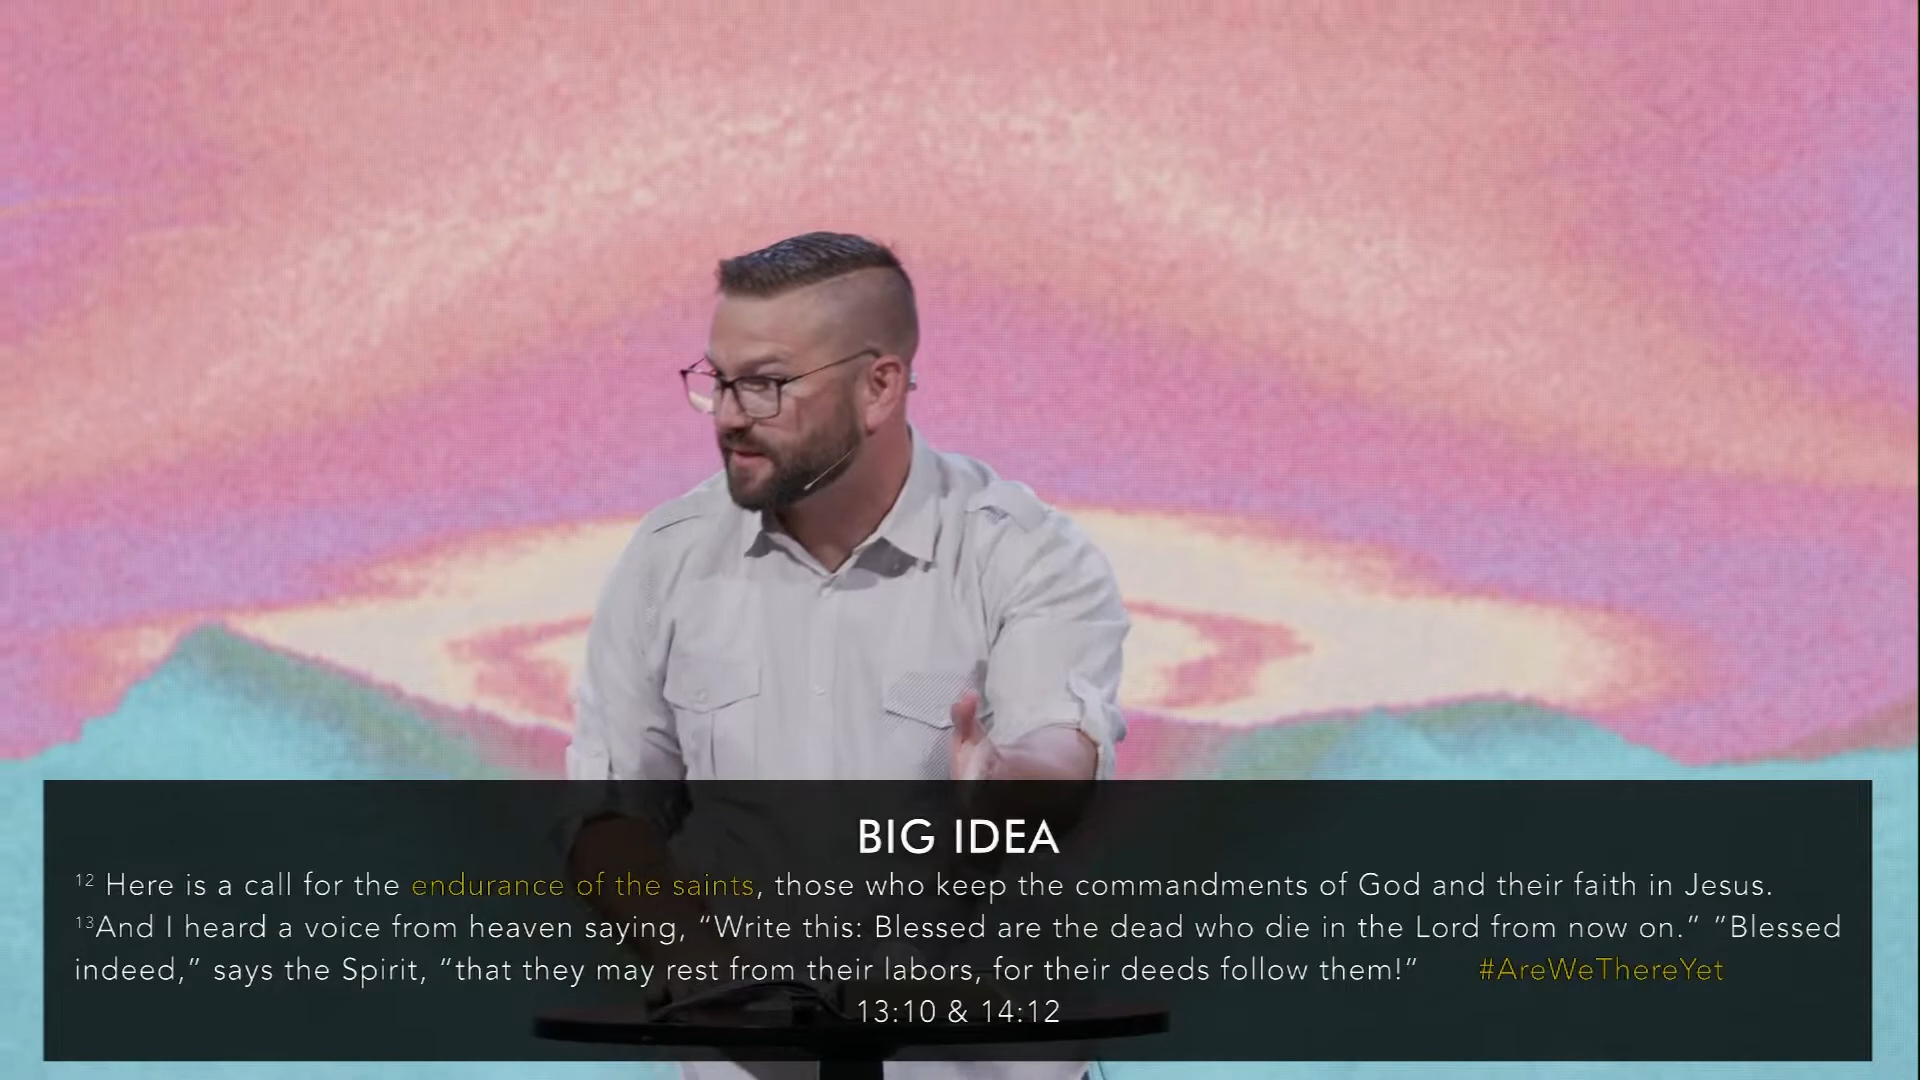 BIG IDEA
12 Here is a call for the endurance of the saints, those who keep the commandments of God and their faith in Jesus.
13And I heard a voice from heaven saying, “Write this: Blessed are the dead who die in the Lord from now on.” “Blessed
indeed,” says the Spirit, “that they may rest from their labors, for their deeds follow them!” #AreWeThereYet
13:10 & 14:12